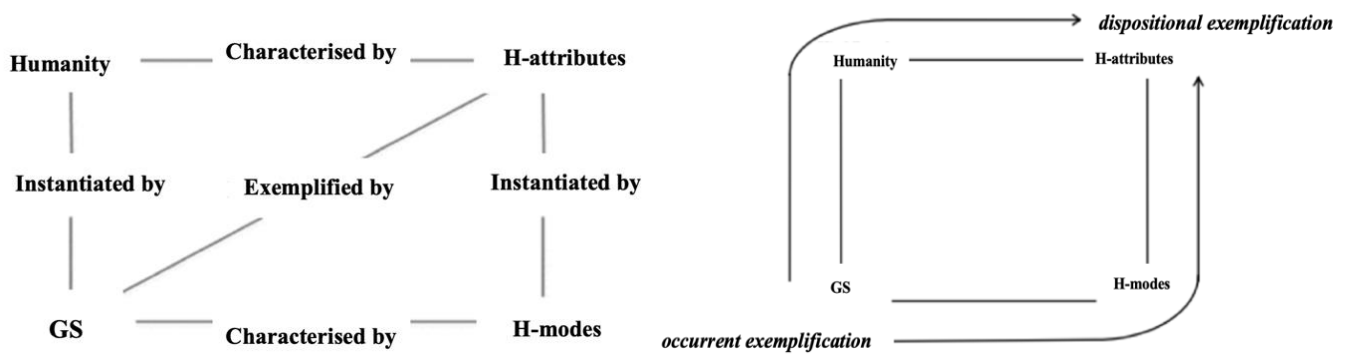 Humanity
Characterised by
H-attributes
Instantiated by
Exemplified by
Instantiated by
GS
Characterised by
H-modes
dispositional exemplification
Humanity
H-attributes
GS
H-modes
occurrent exemplification